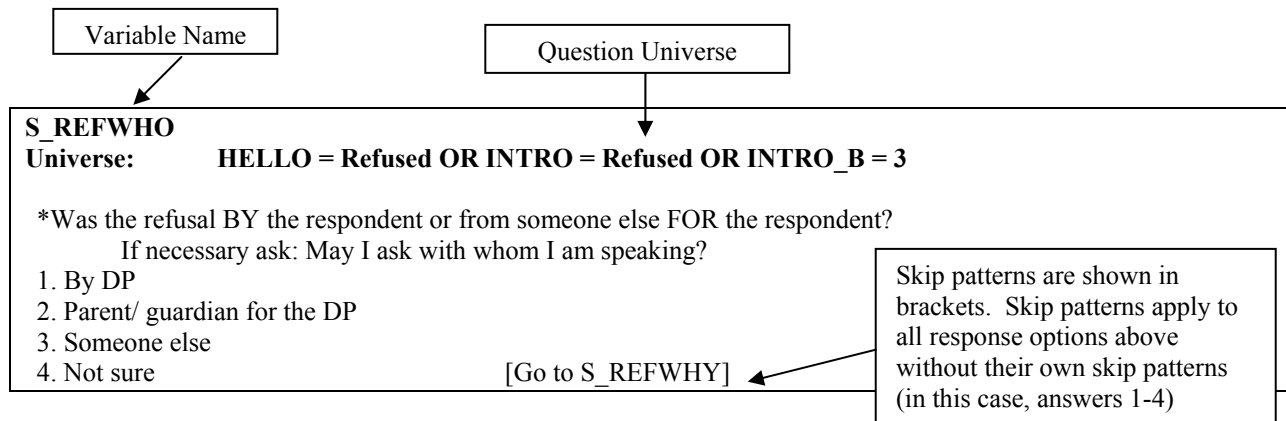 Variable Name
Question Universe
S_REFWHO
Universe: HELLO = Refused OR INTRO = Refused OR INTRO_B = 3
*Was the refusal BY the respondent or from someone else FOR the respondent?
If necessary ask: May I ask with whom I am speaking?
1. By DP
2. Parent/ guardian for the DP
3. Someone else
4. Not sure [Go to S_REFWHY]
Skip patterns are shown in
brackets. Skip patterns apply to
all response options above
without their own skip patterns
(in this case, answers 1-4)